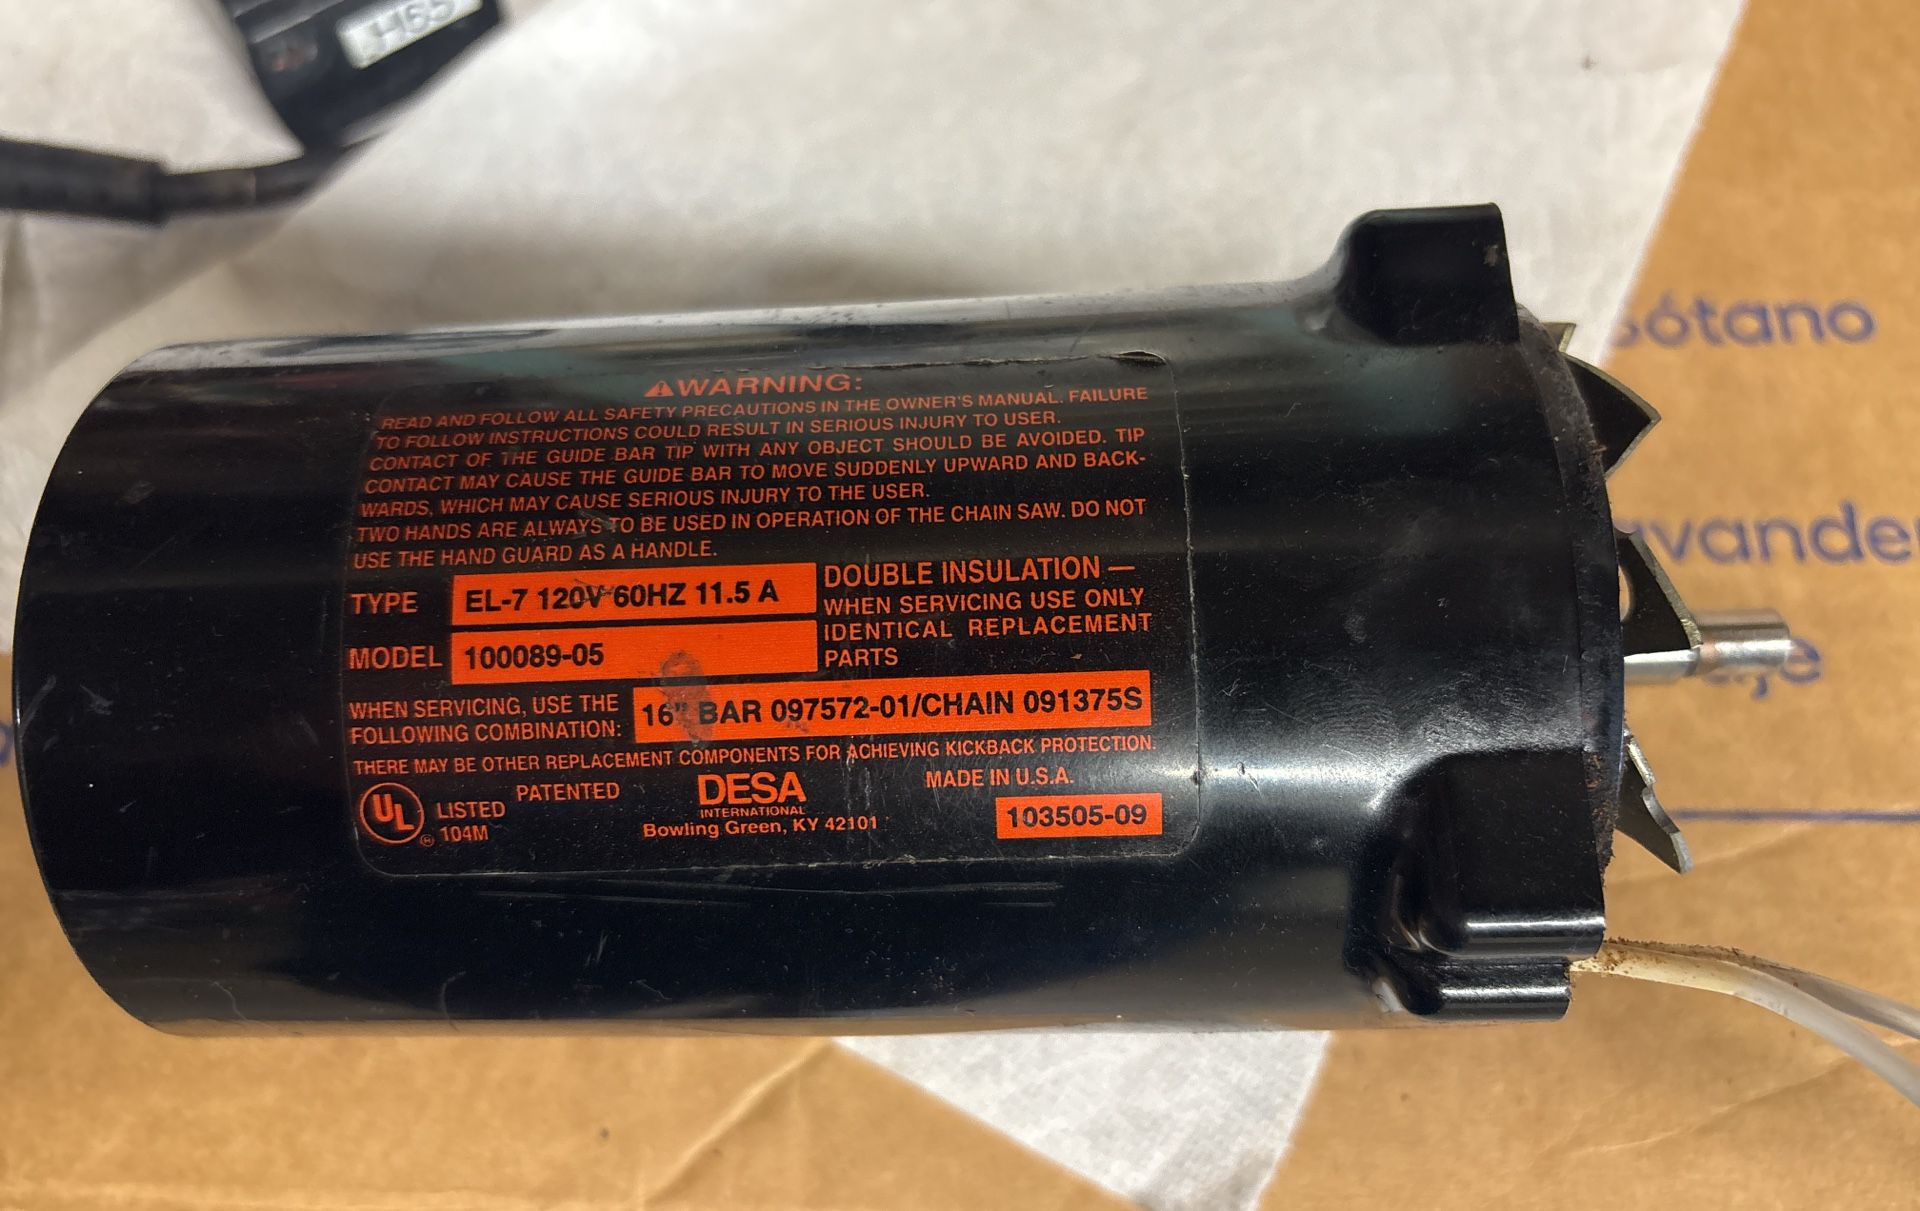 ⚠WARNING:
READ AND FOLLOW ALL SAFETY PRECAUTIONS IN THE OWNER'S MANUAL. FAILURE
TO FOLLOW INSTRUCTIONS COULD RESULT IN SERIOUS INJURY TO USER.
CONTACT OF THE GUIDE BAR TIP WITH ANY OBJECT SHOULD BE AVOIDED. TIP
CONTACT MAY CAUSE THE GUIDE BAR TO MOVE SUDDENLY UPWARD AND BACK-
WARDS, WHICH MAY CAUSE SERIOUS INJURY TO THE USER.
TWO HANDS ARE ALWAYS TO BE USED IN OPERATION OF THE CHAIN SAW. DO NOT
USE THE HAND GUARD AS A HANDLE.
TYPE EL-7 120V 60HZ 11.5 A
MODEL 100089-05
DOUBLE INSULATION —
WHEN SERVICING USE ONLY
IDENTICAL REPLACEMENT
PARTS
WHEN SERVICING, USE THE
FOLLOWING COMBINATION:
16" BAR 097572-01/CHAIN 091375S
THERE MAY BE OTHER REPLACEMENT COMPONENTS FOR ACHIEVING KICKBACK PROTECTION.
UL ®
LISTED
104M
PATENTED
DESA
INTERNATIONAL
Bowling Green, KY 42101
MADE IN U.S.A.
103505-09
ótano
avande
je